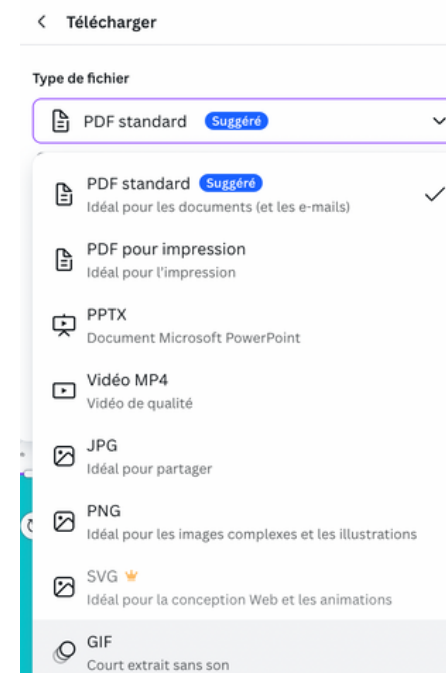 Télécharger
Type de fichier
PDF standard Suggéré
PDF standard Suggéré
Idéal pour les documents (et les e-mails)
PDF pour impression
Idéal pour l'impression
PPTX
Document Microsoft PowerPoint
Vidéo MP4
Vidéo de qualité
JPG
Idéal pour partager
PNG
Idéal pour les images complexes et les illustrations
SVG
Idéal pour la conception Web et les animations
GIF
Court extrait sans son